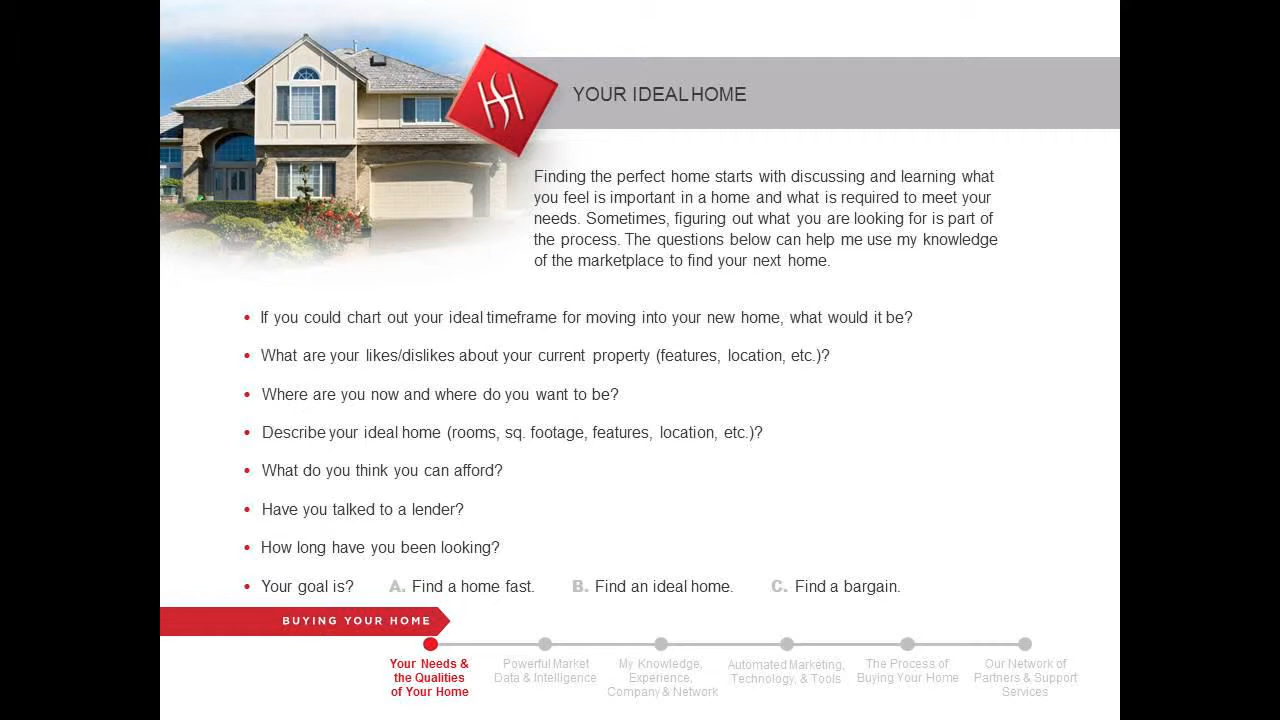 YOUR IDEAL HOME
Finding the perfect home starts with discussing and learning what
you feel is important in a home and what is required to meet your
needs. Sometimes, figuring out what you are looking for is part of
the process. The questions below can help me use my knowledge
of the marketplace to find your next home.
• If you could chart out your ideal timeframe for moving into your new home, what would it be?
• What are your likes/dislikes about your current property (features, location, etc.)?
• Where are you now and where do you want to be?
• Describe your ideal home (rooms, sq. footage, features, location, etc.)?
• What do you think you can afford?
• Have you talked to a lender?
• How long have you been looking?
• Your goal is? A. Find a home fast. B. Find an ideal home. C. Find a bargain.
BUYING YOUR HOME
Your Needs &
the Qualities
of Your Home
Powerful Market
Data & Intelligence
My Knowledge,
Experience,
Company & Network
Automated Marketing,
Technology, & Tools
The Process of
Buying Your Home
Our Network of
Partners & Support
Services